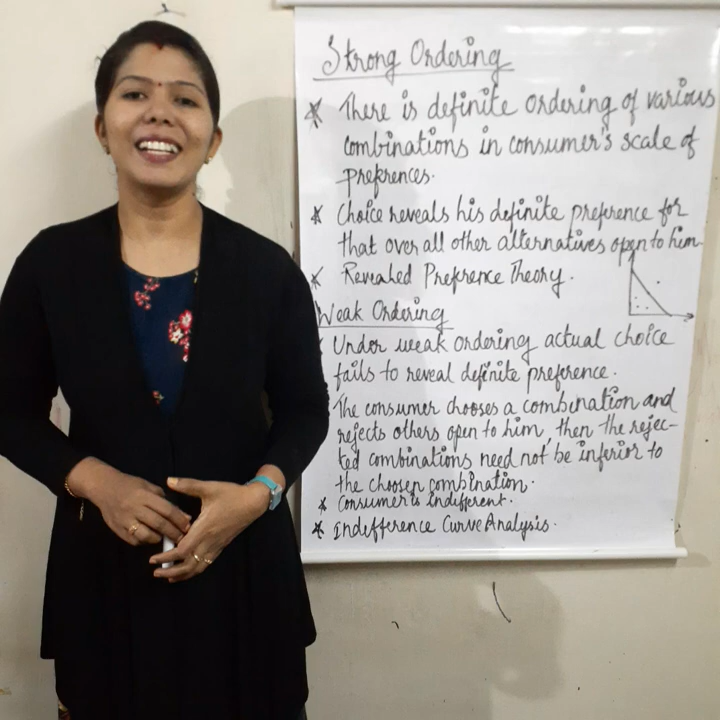 Strong Ordering
* There is definite ordering of various
combinations in consumer's scale of
prefrences.
* Choice reveals his definite preference for
that over all other alternatives open to him
* Revealed Prefrence Theory.
Weak Ordering
Under weak ordering actual choice
fails to reveal definite preference.
The consumer chooses a combination and
rejects others open to him, then the rejec-
ted combinations need not be inferior to
the choosen combination.
* Consumer is indifferent.
* Indifference Curve Analysis.